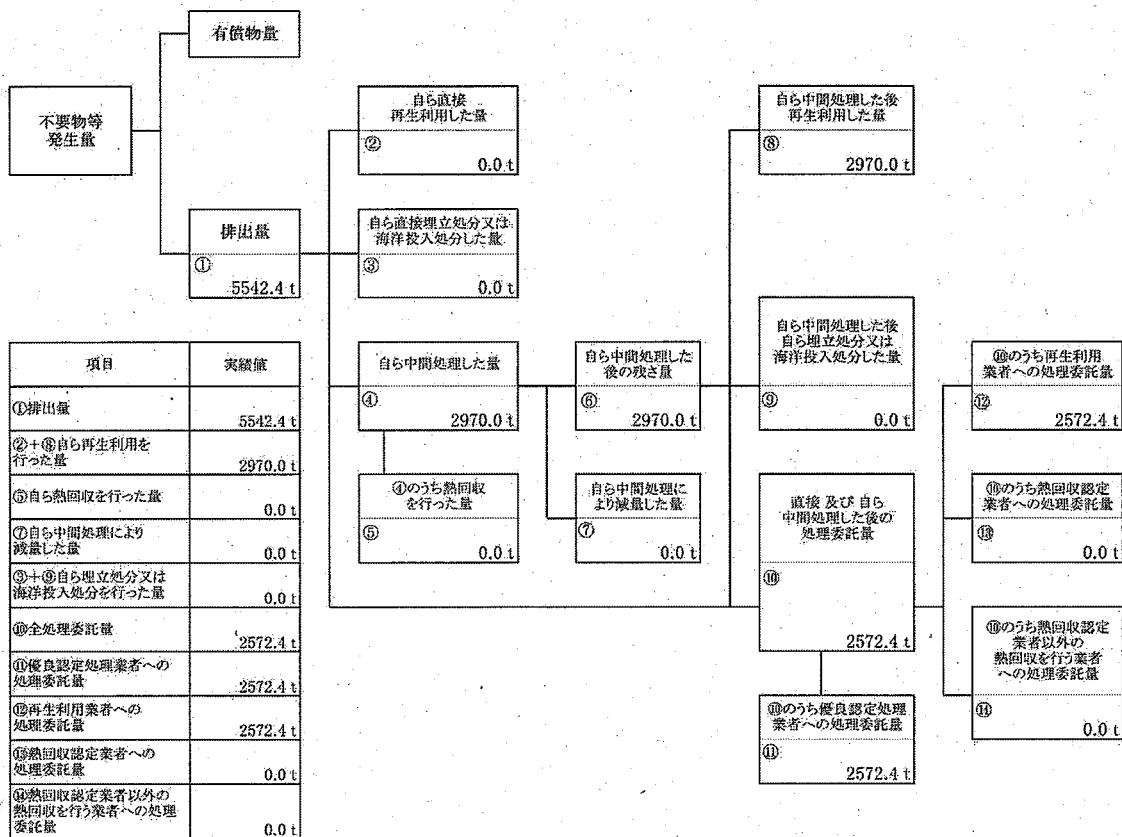 有償物量
不要物等
発生量
排出量
①
5542.4 t
自ら直接
再生利用した量
②
0.0 t
自ら直接埋立処分又は
海洋投入処分した量
③
0.0 t
自ら中間処理した量
④
2970.0 t
④のうち熱回収
を行った量
⑤
0.0 t
自ら中間処理した
後の残さ量
⑥
2970.0 t
自ら中間処理に
より減量した量
⑦
0.0 t
自ら中間処理した後
再生利用した量
⑧
2970.0 t
自ら中間処理した後
自ら埋立処分又は
海洋投入処分した量
⑨
0.0 t
直接 及び 自ら
中間処理した後の
処理委託量
⑩
2572.4 t
⑩のうち優良認定処理
業者への処理委託量
⑪
2572.4 t
⑩のうち再生利用
業者への処理委託量
⑫
2572.4 t
⑩のうち熱回収認定
業者への処理委託量
⑬
0.0 t
⑩のうち熱回収認定
業者以外の
熱回収を行う業者
への処理委託量
⑭
0.0 t
項目 実績値
①排出量 5542.4 t
②+⑧自ら再生利用を
行った量 2970.0 t
⑤自ら熱回収を行った量 0.0 t
⑦自ら中間処理により
減量した量 0.0 t
③+⑨自ら埋立処分又は
海洋投入処分を行った量 0.0 t
⑩全処理委託量 2572.4 t
⑪優良認定処理業者への
処理委託量 2572.4 t
⑫再生利用業者への
処理委託量 2572.4 t
⑬熱回収認定業者への
処理委託量 0.0 t
⑭熱回収認定業者以外の
熱回収を行う業者への処理
委託量 0.0 t